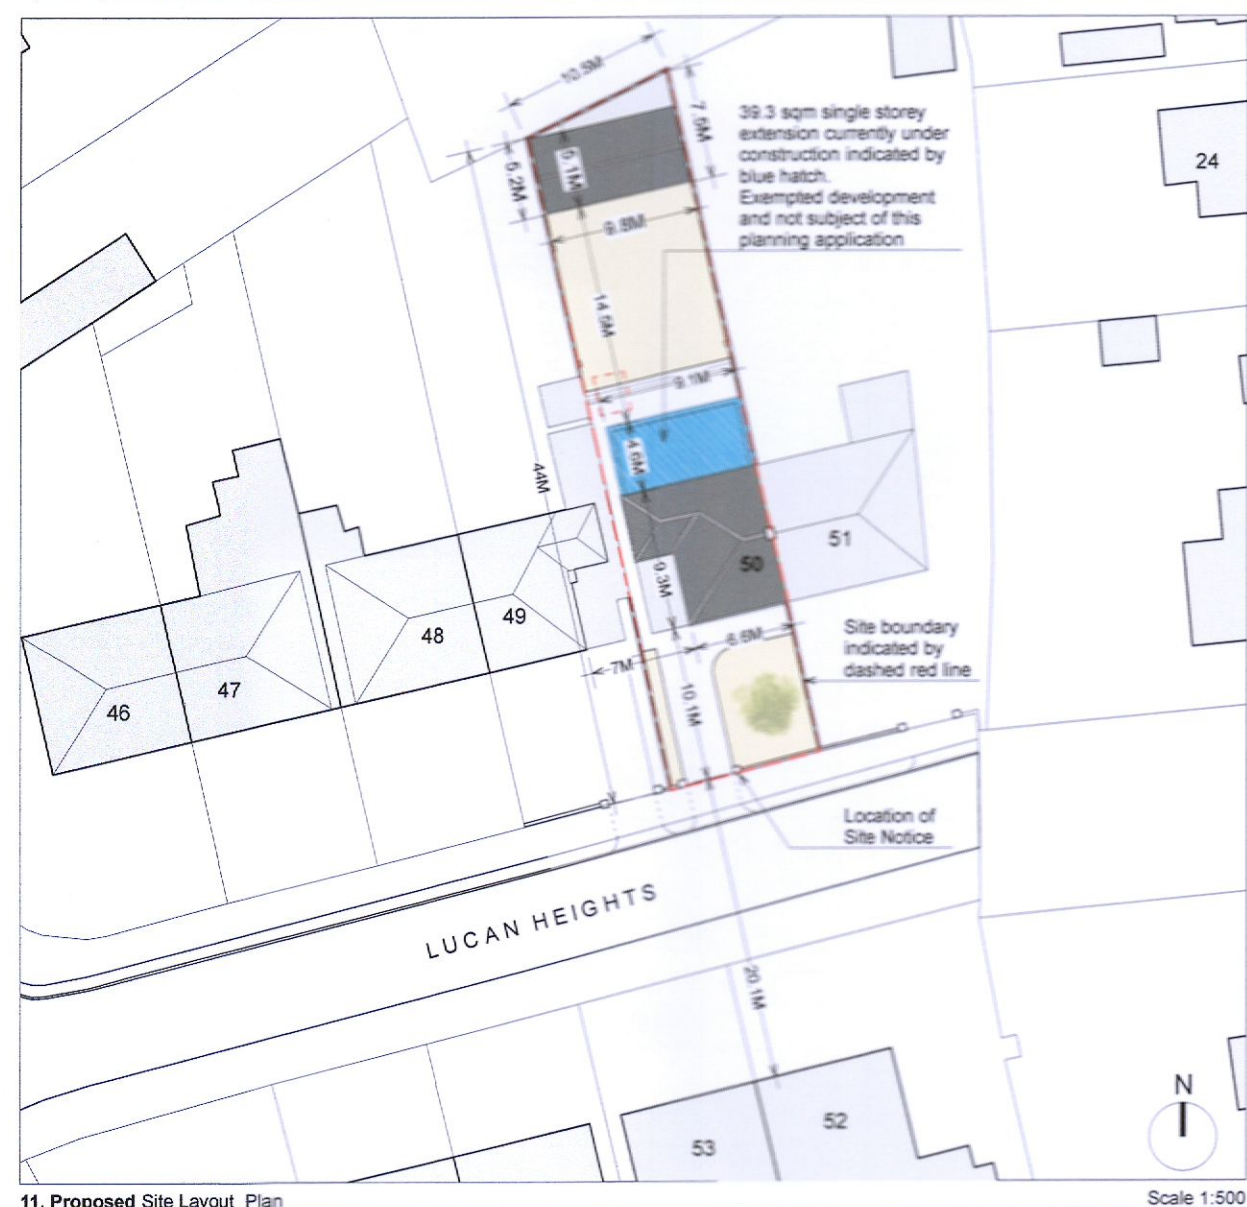 10.5M
7.5M
39.3 sqm single storey
extension currently under
construction indicated by
blue hatch.
Exempted development
and not subject of this
planning application
24
5.2M
5.1M
9.8M
14.6M
9.1M
44M
4.6M
51
50
49
48
47
46
9.3M
6.6M
7M
Site boundary
indicated by
dashed red line
10.1M
Location of
Site Notice
LUCAN HEIGHTS
20.1M
N
52
53
11. Proposed Site Layout Plan
Scale 1:500